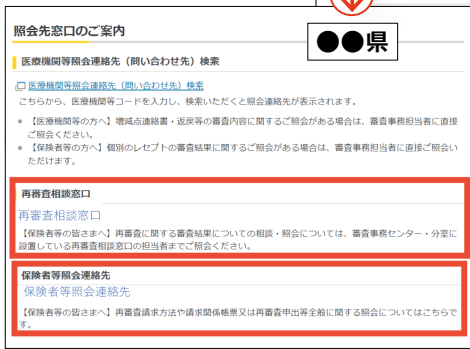 ●●県
照会先窓口のご案内
医療機関等照会連絡先（問い合わせ先）検索
医療機関等照会連絡先（問い合わせ先）検索
こちらから、医療機関等コードを入力し、検索いただくと照会連絡先が表示されます。
【医療機関等の方へ】増減点連絡書・返戻等の審査内容に関するご照会がある場合は、審査事務担当者に直接
ご照会ください。
【保険者等の方へ】個別のレセプトの審査結果に関するご照会がある場合は、審査事務担当者に直接ご照会い
ただけます。
再審査相談窓口
再審査相談窓口
【保険者等の皆さまへ】再審査に関する審査結果についての相談・照会については、審査事務センター・分室に
設置している再審査相談窓口の担当者までご照会ください。
保険者等照会連絡先
保険者等照会連絡先
【保険者等の皆さまへ】再審査請求方法や請求関係帳票又は再審査申出等全般に関する照会についてはこちらで
す。